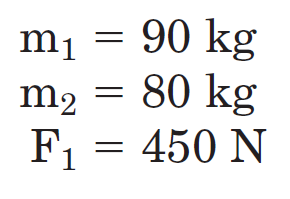 m₁ = 90 kg
m₂ = 80 kg
F₁ = 450 N